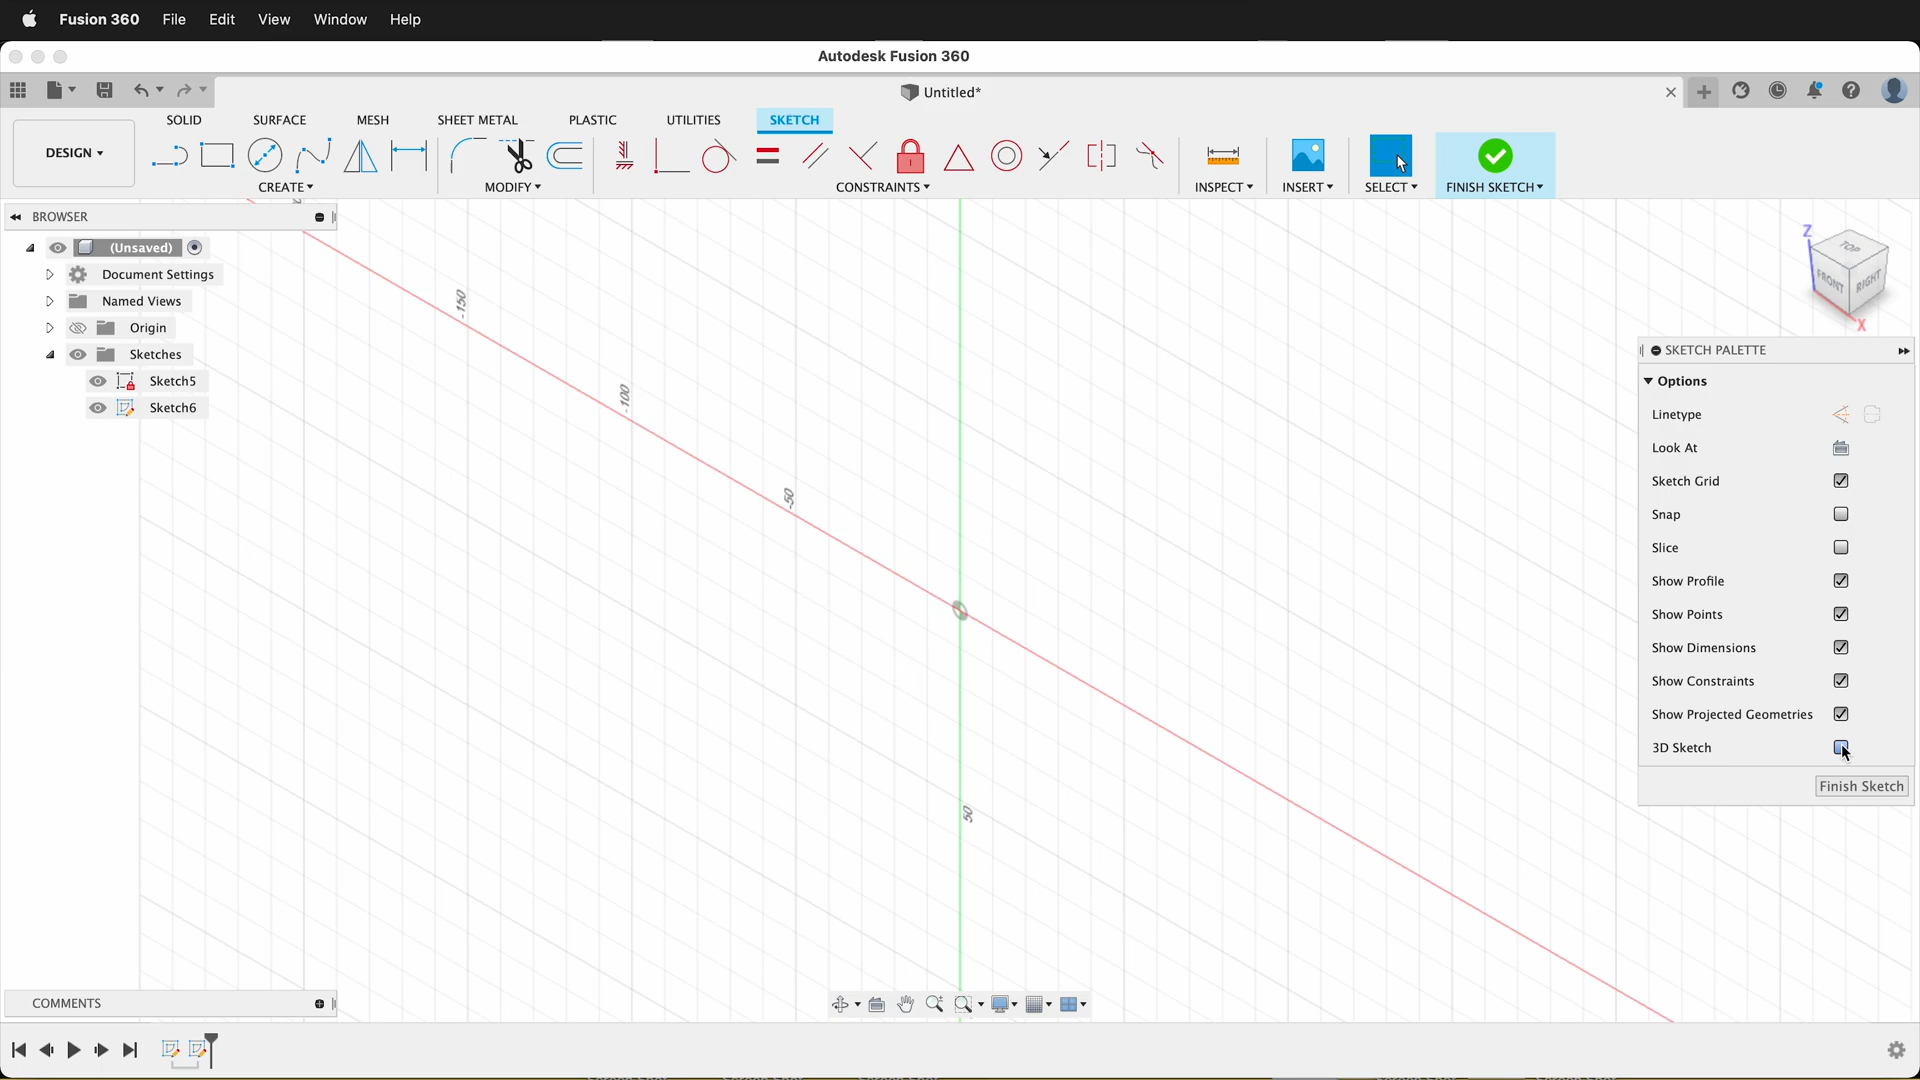 Fusion 360 File Edit View Window Help
Autodesk Fusion 360
Untitled*
SOLID SURFACE MESH SHEET METAL PLASTIC UTILITIES SKETCH
DESIGN
CREATE MODIFY CONSTRAINTS INSPECT INSERT SELECT FINISH SKETCH
BROWSER
(Unsaved)
Document Settings
Named Views
Origin
Sketches
Sketch5
Sketch6
-150
-100
-50
50
Z
TOP
FRONT RIGHT
X
SKETCH PALETTE
Options
Linetype
Look At
Sketch Grid
Snap
Slice
Show Profile
Show Points
Show Dimensions
Show Constraints
Show Projected Geometries
3D Sketch
Finish Sketch
COMMENTS